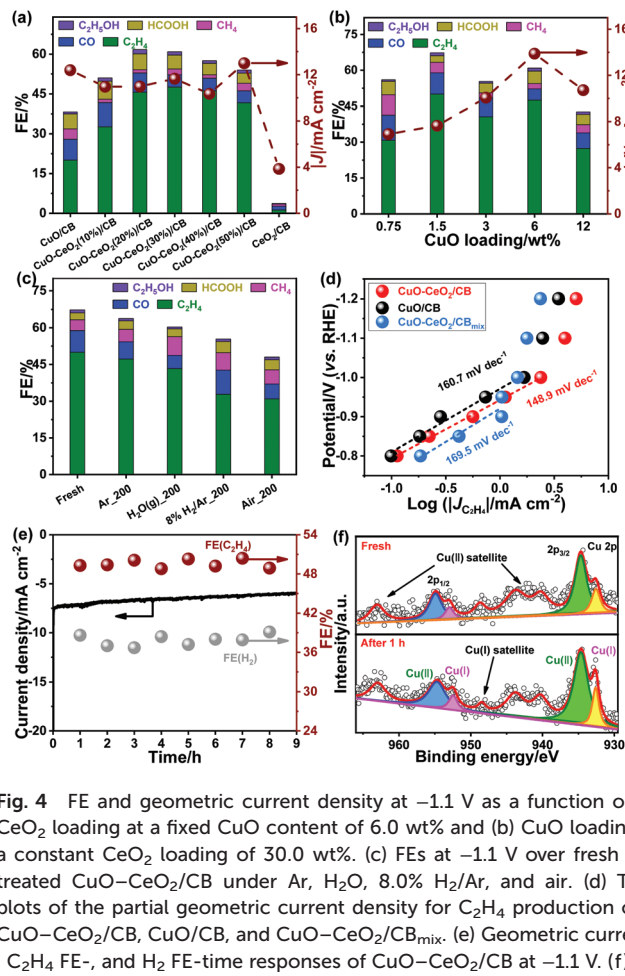 (a) C₂H₅OH HCOOH CH₄
CO C₂H₄
FE/%
60
45
30
15
0
16
12
8
4
0
|J|/mA cm⁻²
CuO/CB
CuO-CeO₂(10%)/CB
CuO-CeO₂(20%)/CB
CuO-CeO₂(30%)/CB
CuO-CeO₂(40%)/CB
CuO-CeO₂(50%)/CB
CeO₂/CB
(b) C₂H₅OH HCOOH CH₄
CO C₂H₄
FE/%
75
60
45
30
15
0
16
12
8
4
0
0.75 1.5 3 6 12
CuO loading/wt%
(c) C₂H₅OH HCOOH CH₄
CO C₂H₄
FE/%
75
60
45
30
15
0
Fresh
Ar_200
H₂O(g)_200
8% H₂/Ar_200
Air_200
(d)
CuO-CeO₂/CB
CuO/CB
CuO-CeO₂/CBmix
Potential/V (vs. RHE)
-1.2
-1.1
-1.0
-0.9
-0.8
160.7 mV dec⁻¹
148.9 mV dec⁻¹
169.5 mV dec⁻¹
-1.0 -0.5 0.0 0.5 1.0
Log (|J C₂H₄|/mA cm⁻²)
(e)
FE(C₂H₄)
FE(H₂)
Current density/mA cm⁻²
0
-5
-10
-15
-20
54
48
42
36
30
24
FE/%
0 1 2 3 4 5 6 7 8 9
Time/h
(f)
Fresh
Cu(II) satellite
2p₁/₂
2p₃/₂ Cu 2p
After 1 h
Cu(I) satellite
Cu(II) Cu(I)
Cu(II) Cu(I)
Intensity/a.u.
960 950 940 930
Binding energy/eV
Fig. 4 FE and geometric current density at −1.1 V as a function o
CeO₂ loading at a fixed CuO content of 6.0 wt% and (b) CuO loadin
a constant CeO₂ loading of 30.0 wt%. (c) FEs at −1.1 V over fresh
treated CuO–CeO₂/CB under Ar, H₂O, 8.0% H₂/Ar, and air. (d) T
plots of the partial geometric current density for C₂H₄ production o
CuO–CeO₂/CB, CuO/CB, and CuO–CeO₂/CBmix. (e) Geometric curre
C₂H₄ FE-, and H₂ FE-time responses of CuO–CeO₂/CB at −1.1 V. (f)